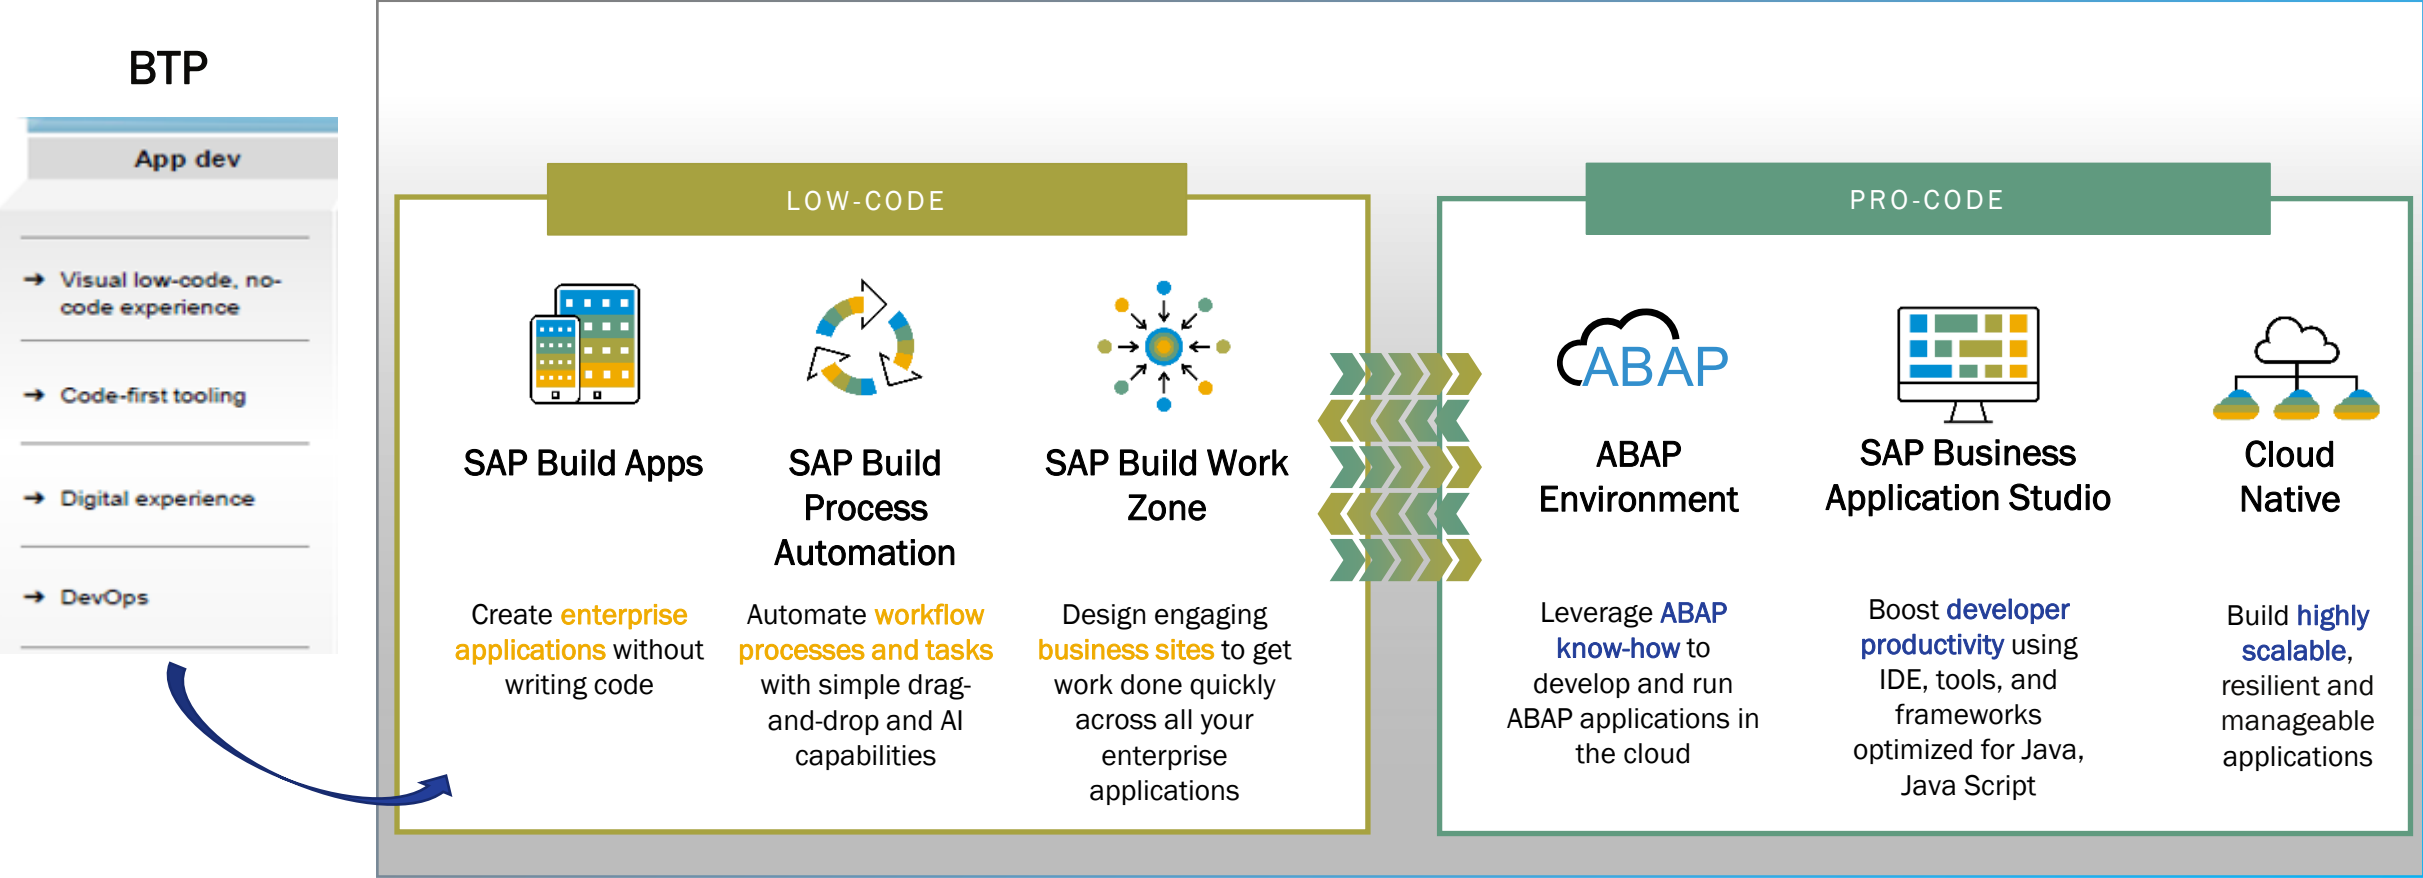 BTP
App dev
→ Visual low-code, no-
code experience
→ Code-first tooling
→ Digital experience
→ DevOps
LOW-CODE
SAP Build Apps
Create enterprise
applications without
writing code
SAP Build
Process
Automation
Automate workflow
processes and tasks
with simple drag-
and-drop and AI
capabilities
SAP Build Work
Zone
Design engaging
business sites to get
work done quickly
across all your
enterprise
applications
PRO-CODE
ABAP
ABAP
Environment
Leverage ABAP
know-how to
develop and run
ABAP applications in
the cloud
SAP Business
Application Studio
Boost developer
productivity using
IDE, tools, and
frameworks
optimized for Java,
Java Script
Cloud
Native
Build highly
scalable,
resilient and
manageable
applications